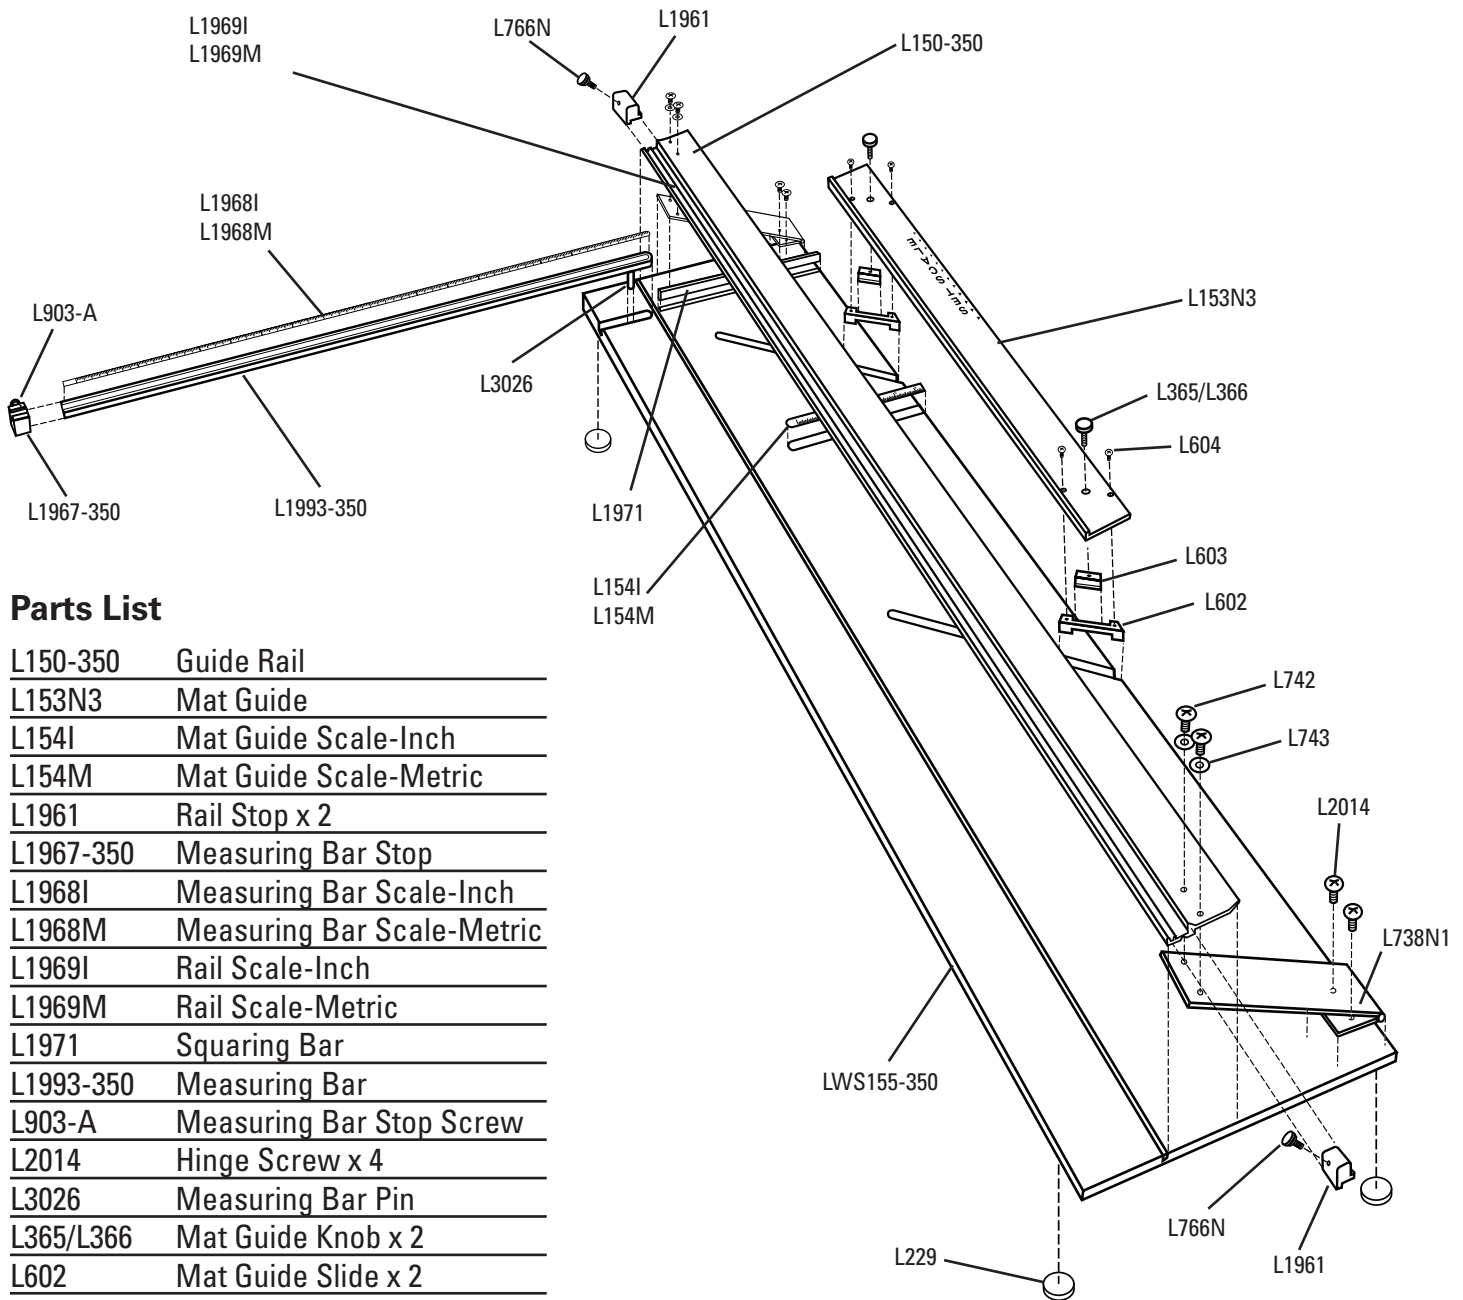 L1969I
L1969M
L766N
L1961
L150-350
L1968I
L1968M
L903-A
L153N3
SET SCALE
L3026
L365/L366
L604
L1967-350
L1993-350
L1971
L603
L154I
L154M
L602
L742
L743
L2014
L738N1
LWS155-350
L766N
L229
L1961
Parts List
L150-350 Guide Rail
L153N3 Mat Guide
L154I Mat Guide Scale-Inch
L154M Mat Guide Scale-Metric
L1961 Rail Stop x 2
L1967-350 Measuring Bar Stop
L1968I Measuring Bar Scale-Inch
L1968M Measuring Bar Scale-Metric
L1969I Rail Scale-Inch
L1969M Rail Scale-Metric
L1971 Squaring Bar
L1993-350 Measuring Bar
L903-A Measuring Bar Stop Screw
L2014 Hinge Screw x 4
L3026 Measuring Bar Pin
L365/L366 Mat Guide Knob x 2
L602 Mat Guide Slide x 2